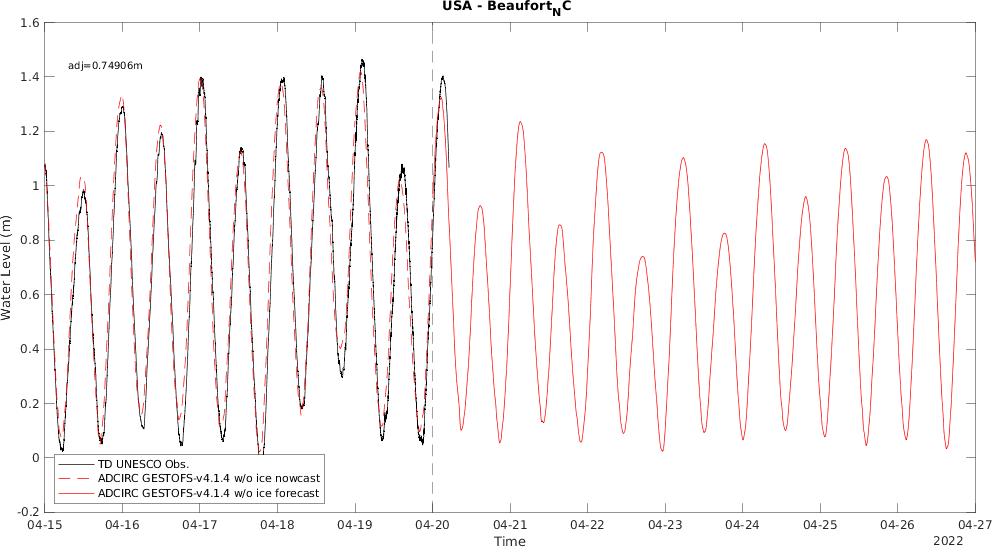 USA - Beaufort_NC
1.6
adj=0.74906m
1.4
1.2
1
0.8
0.6
0.4
0.2
0
-0.2
Water Level (m)
TD UNESCO Obs.
ADCIRC GESTOFS-v4.1.4 w/o ice nowcast
ADCIRC GESTOFS-v4.1.4 w/o ice forecast
04-15 04-16 04-17 04-18 04-19 04-20 04-21 04-22 04-23 04-24 04-25 04-26 04-27
Time
2022